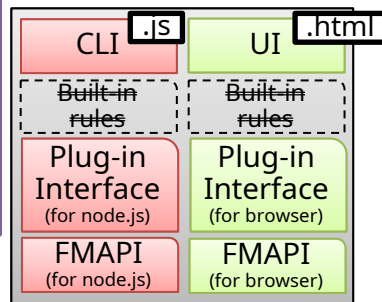 CLI
.js
Built-in
rules
Plug-in
Interface
(for node.js)
FMAPI
(for node.js)
UI
.html
Built-in
rules
Plug-in
Interface
(for browser)
FMAPI
(for browser)